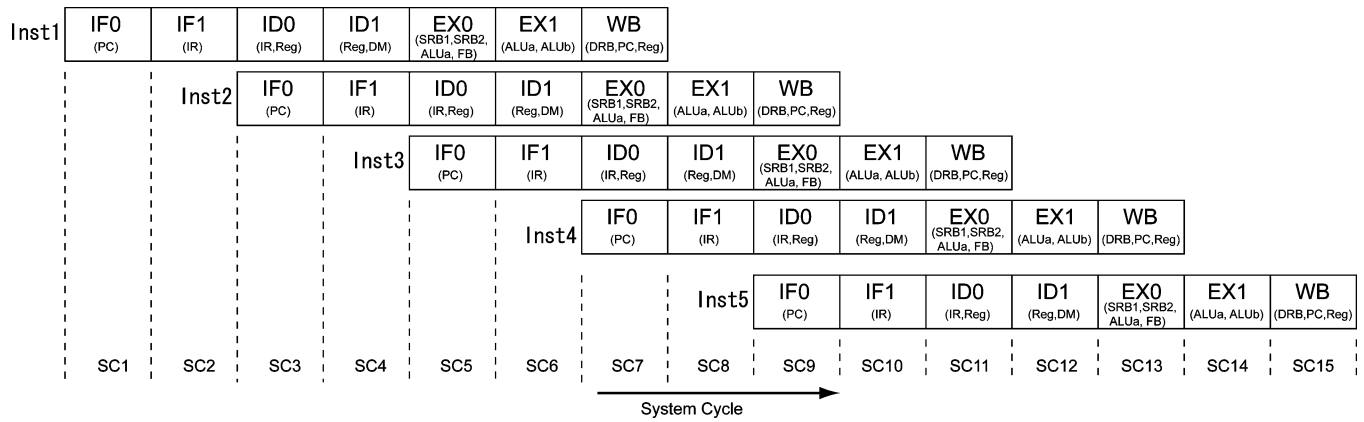 Inst1 IF0 IF1 ID0 ID1 EX0 EX1 WB
(PC) (IR) (IR,Reg) (Reg,DM) (SRB1,SRB2, (ALUa, ALUb) (DRB,PC,Reg)
ALUa, FB)
Inst2 IF0 IF1 ID0 ID1 EX0 EX1 WB
(PC) (IR) (IR,Reg) (Reg,DM) (SRB1,SRB2, (ALUa, ALUb) (DRB,PC,Reg)
ALUa, FB)
Inst3 IF0 IF1 ID0 ID1 EX0 EX1 WB
(PC) (IR) (IR,Reg) (Reg,DM) (SRB1,SRB2, (ALUa, ALUb) (DRB,PC,Reg)
ALUa, FB)
Inst4 IF0 IF1 ID0 ID1 EX0 EX1 WB
(PC) (IR) (IR,Reg) (Reg,DM) (SRB1,SRB2, (ALUa, ALUb) (DRB,PC,Reg)
ALUa, FB)
Inst5 IF0 IF1 ID0 ID1 EX0 EX1 WB
(PC) (IR) (IR,Reg) (Reg,DM) (SRB1,SRB2, (ALUa, ALUb) (DRB,PC,Reg)
ALUa, FB)
SC1 SC2 SC3 SC4 SC5 SC6 SC7 SC8 SC9 SC10 SC11 SC12 SC13 SC14 SC15
System Cycle